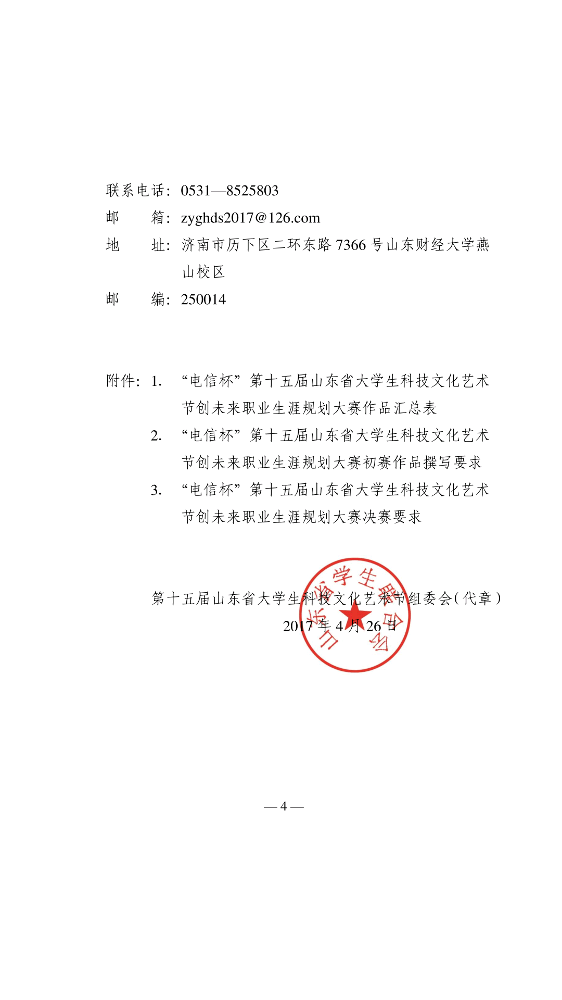 联系电话：0531—8525803
邮　　箱：zyghds2017@126.com
地　　址：济南市历下区二环东路 7366 号山东财经大学燕
山校区
邮　　编：250014
附件：1. “电信杯”第十五届山东省大学生科技文化艺术
节创未来职业生涯规划大赛作品汇总表
2. “电信杯”第十五届山东省大学生科技文化艺术
节创未来职业生涯规划大赛初赛作品撰写要求
3. “电信杯”第十五届山东省大学生科技文化艺术
节创未来职业生涯规划大赛决赛要求
山东省学生联合会
第十五届山东省大学生科技文化艺术节组委会（代章）
2017 年 4 月 26 日
— 4 —